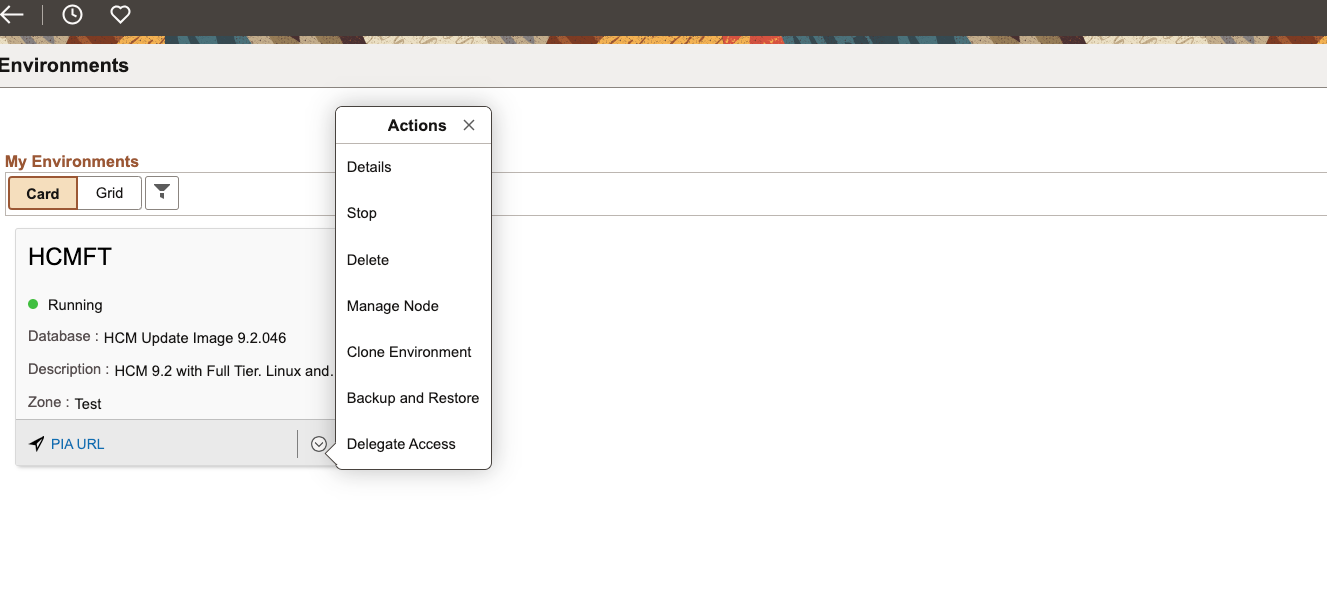 Environments
Actions
My Environments
Card
Grid
HCMFT
Running
Database : HCM Update Image 9.2.046
Description : HCM 9.2 with Full Tier. Linux and.
Zone : Test
PIA URL
Details
Stop
Delete
Manage Node
Clone Environment
Backup and Restore
Delegate Access